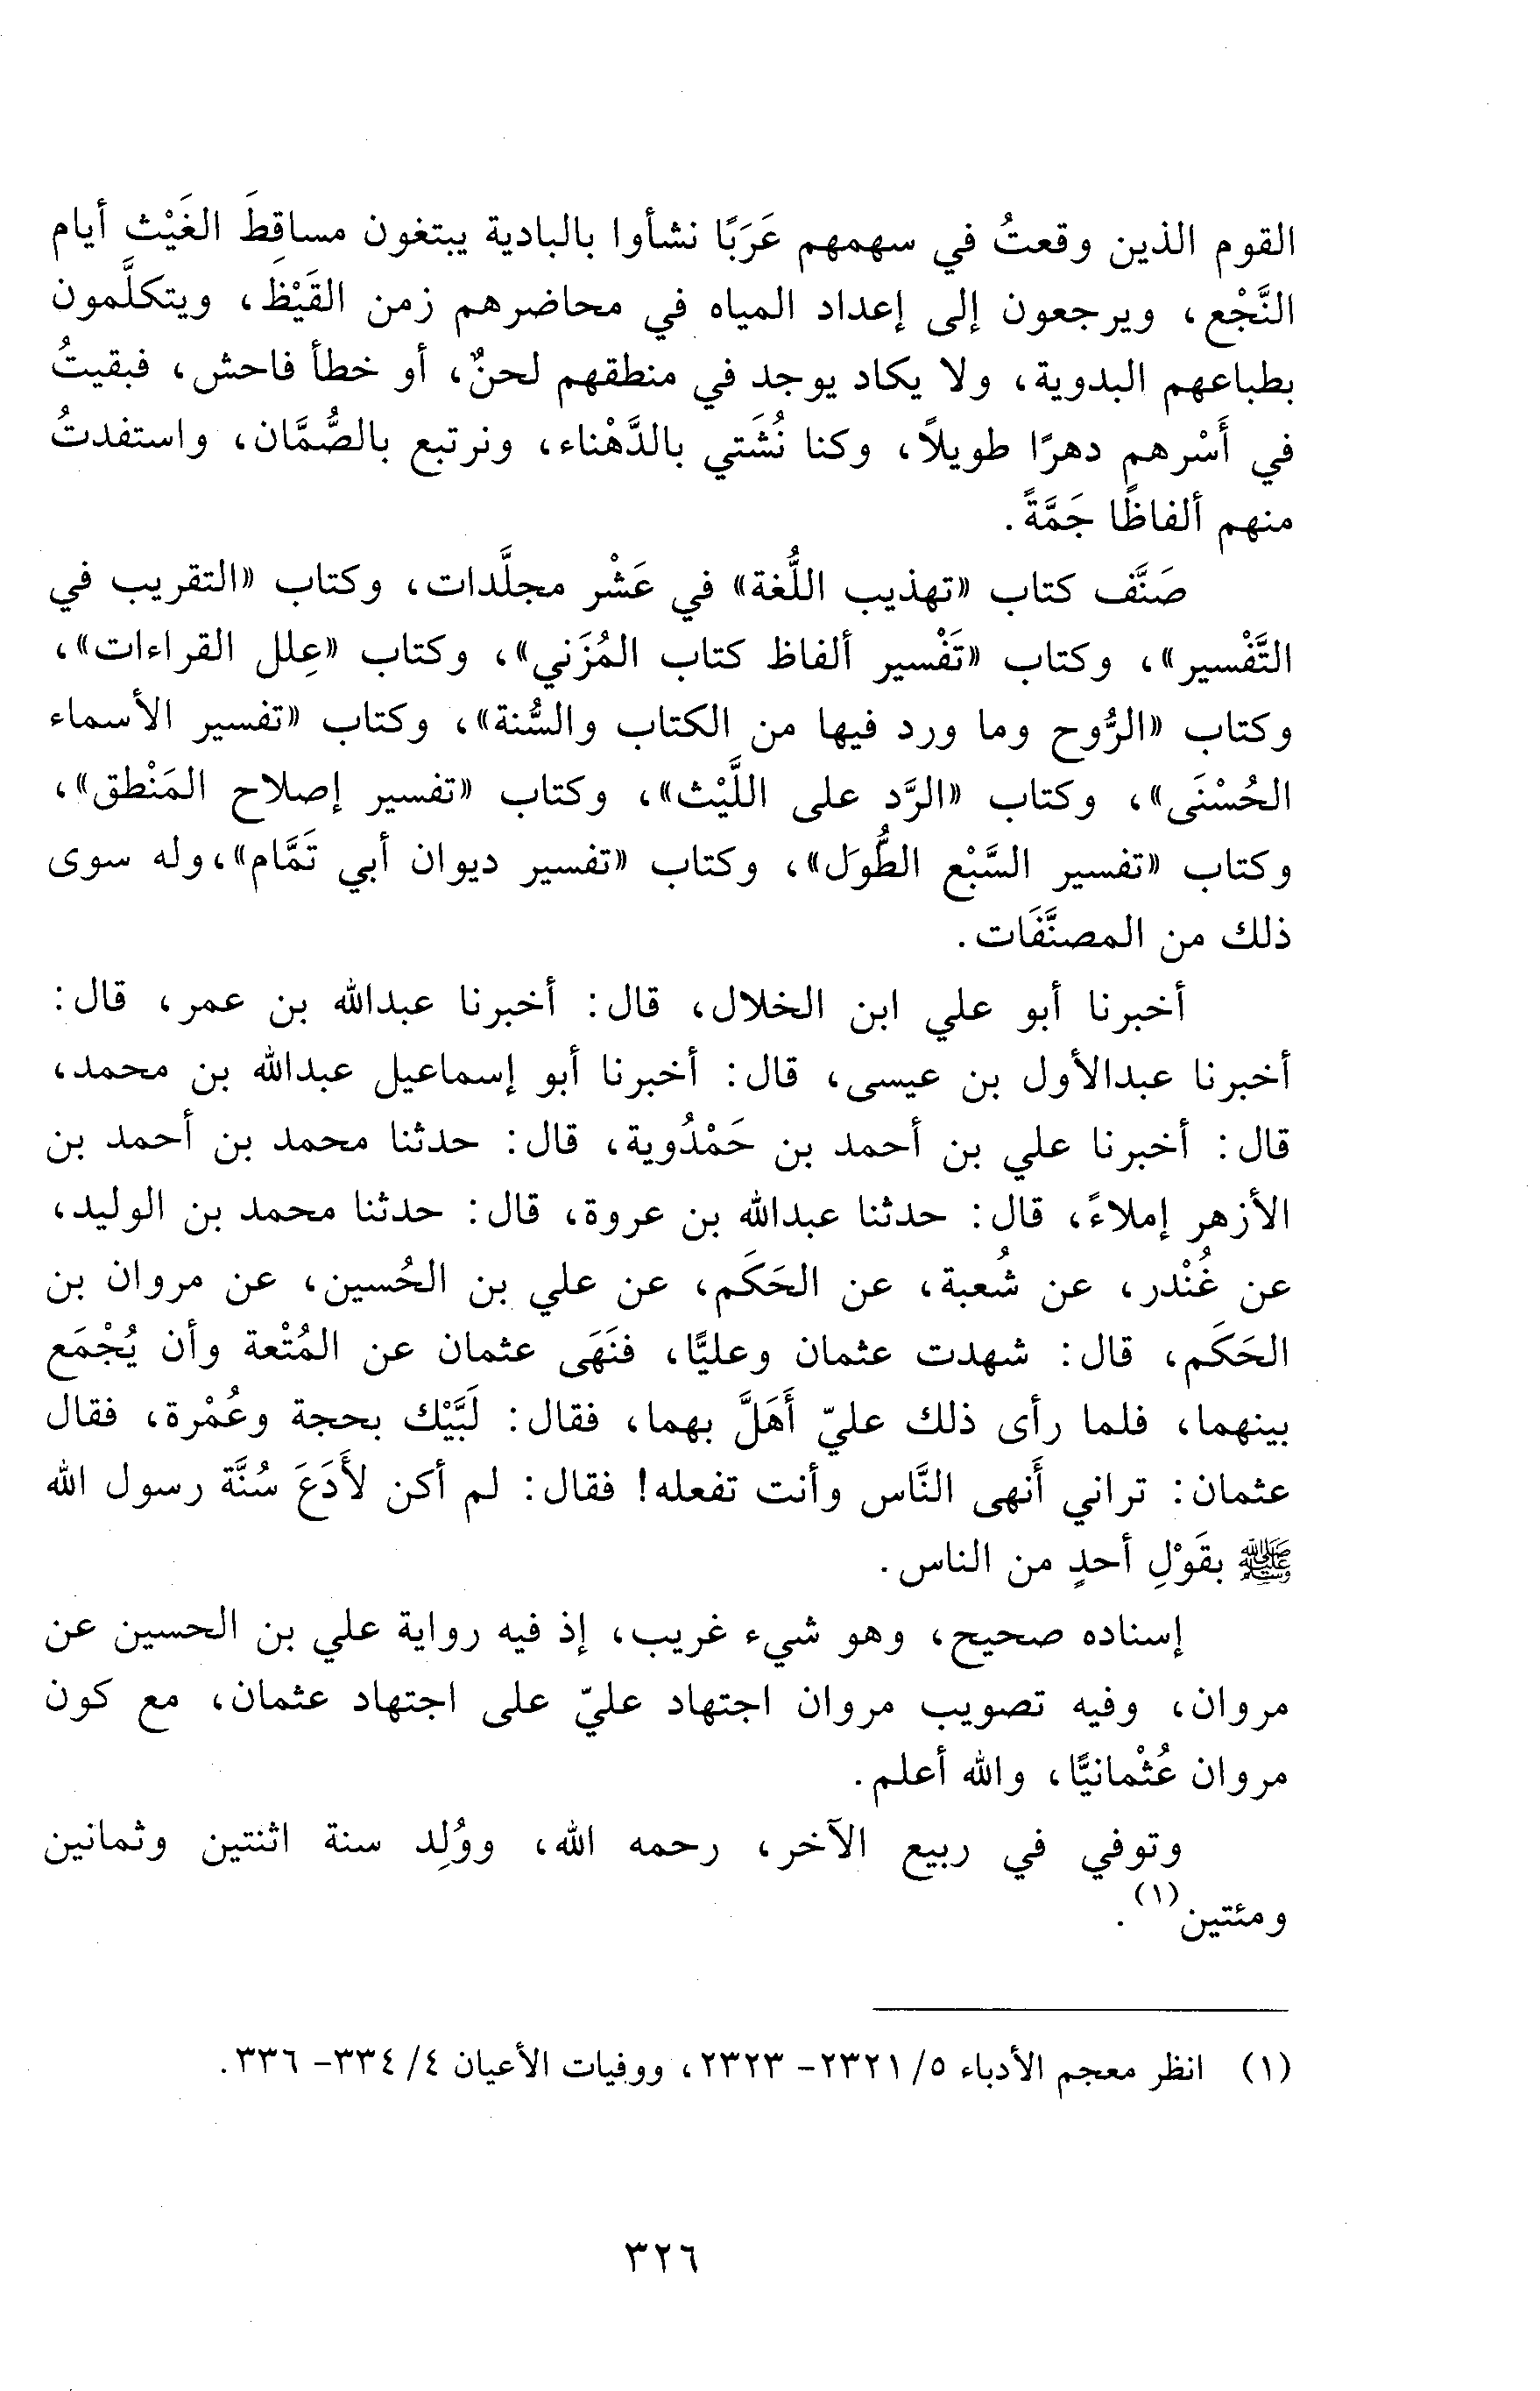 القوم الذين وقعتُ في سهمهم عَرَبًا نشأوا بالبادية يبتغون مساقِطَ الغَيْث أيام
النَّجْع، ويرجعون إلى إعداد المياه في محاضرهم زمن القَيْظ، ويتكلَّمون
بطباعهم البدوية، ولا يكاد يوجد في منطقهم لحنٌ، أو خطأ فاحش، فبقيتُ
في أَسْرهم دهرًا طويلاً، وكنا نُشَتي بالدَّهْناء، ونرتبع بالصُّمَّان، واستفدتُ
منهم ألفاظًا جَمَّةً.
صَنَّف كتاب «تهذيب اللُّغة» في عَشْر مجلَّدات، وكتاب «التقريب في
التَّفْسير»، وكتاب «تَفْسير ألفاظ كتاب المُزَني»، وكتاب «عِلل القراءات»،
وكتاب «الرُّوح وما ورد فيها من الكتاب والسُّنة»، وكتاب «تفسير الأسماء
الحُسْنَى»، وكتاب «الرَّد على اللَّيْث»، وكتاب «تفسير إصلاح المَنْطق»،
وكتاب «تفسير السَّبْع الطُّوَل»، وكتاب «تفسير ديوان أبي تَمَّام»،وله سوى
ذلك من المصنَّفَات.
أخبرنا أبو علي ابن الخلال، قال: أخبرنا عبدالله بن عمر، قال:
أخبرنا عبدالأول بن عيسى، قال: أخبرنا أبو إسماعيل عبدالله بن محمد،
قال: أخبرنا علي بن أحمد بن حَمْدُوية، قال: حدثنا محمد بن أحمد بن
الأزهر إملاءً، قال: حدثنا عبدالله بن عروة، قال: حدثنا محمد بن الوليد،
عن غُنْدر، عن شُعبة، عن الحَكَم، عن علي بن الحُسين، عن مروان بن
الحَكَم، قال: شهدت عثمان وعليًّا، فنَهَى عثمان عن المُتْعة وأن يُجْمَع
بينهما، فلما رأى ذلك عليّ أَهَلَّ بهما، فقال: لَبَّيْك بحجة وعُمْرة، فقال
عثمان: تراني أَنهى النَّاس وأنت تفعله! فقال: لم أكن لأَدَعَ سُنَّة رسول الله
ﷺ بقَوْلِ أحدٍ من الناس.
إسناده صحيح، وهو شيء غريب، إذ فيه رواية علي بن الحسين عن
مروان، وفيه تصويب مروان اجتهاد عليّ على اجتهاد عثمان، مع كون
مروان عُثْمانيًّا، والله أعلم.
وتوفي في ربيع الآخر، رحمه الله، ووُلِد سنة اثنتين وثمانين
ومئتين(١).
(١) انظر معجم الأدباء ٥/ ٢٣٢١- ٢٣٢٣، ووفيات الأعيان ٤/ ٣٣٤- ٣٣٦.
٣٢٦